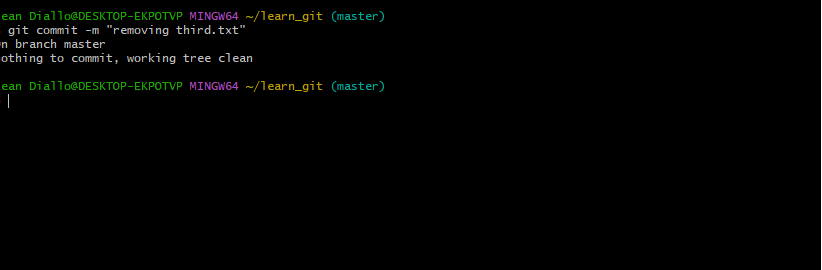 ean Diallo@DESKTOP-EKPOTVP MINGW64 ~/learn_git (master)
git commit -m "removing third.txt"
n branch master
othing to commit, working tree clean
ean Diallo@DESKTOP-EKPOTVP MINGW64 ~/learn_git (master)